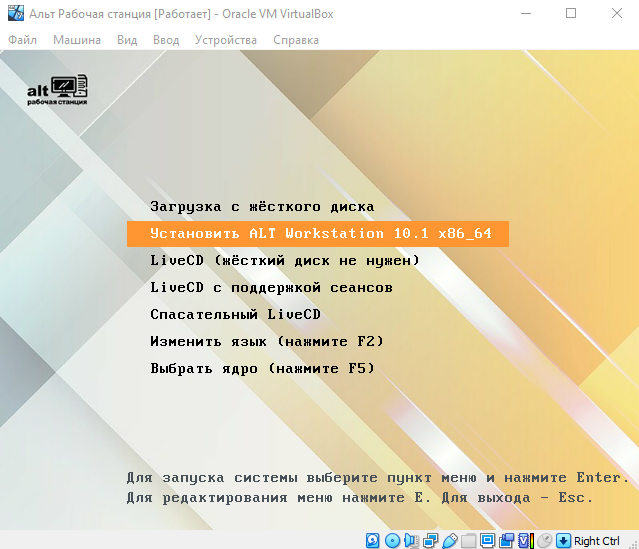 Альт Рабочая станция [Работает] - Oracle VM VirtualBox
Файл Машина Вид Ввод Устройства Справка
alt
рабочая станция
Загрузка с жёсткого диска
Установить ALT Workstation 10.1 x86_64
LiveCD (жёсткий диск не нужен)
LiveCD с поддержкой сеансов
Спасательный LiveCD
Изменить язык (нажмите F2)
Выбрать ядро (нажмите F5)
Для запуска системы выберите пункт меню и нажмите Enter.
Для редактирования меню нажмите E. Для выхода - Esc.
Right Ctrl